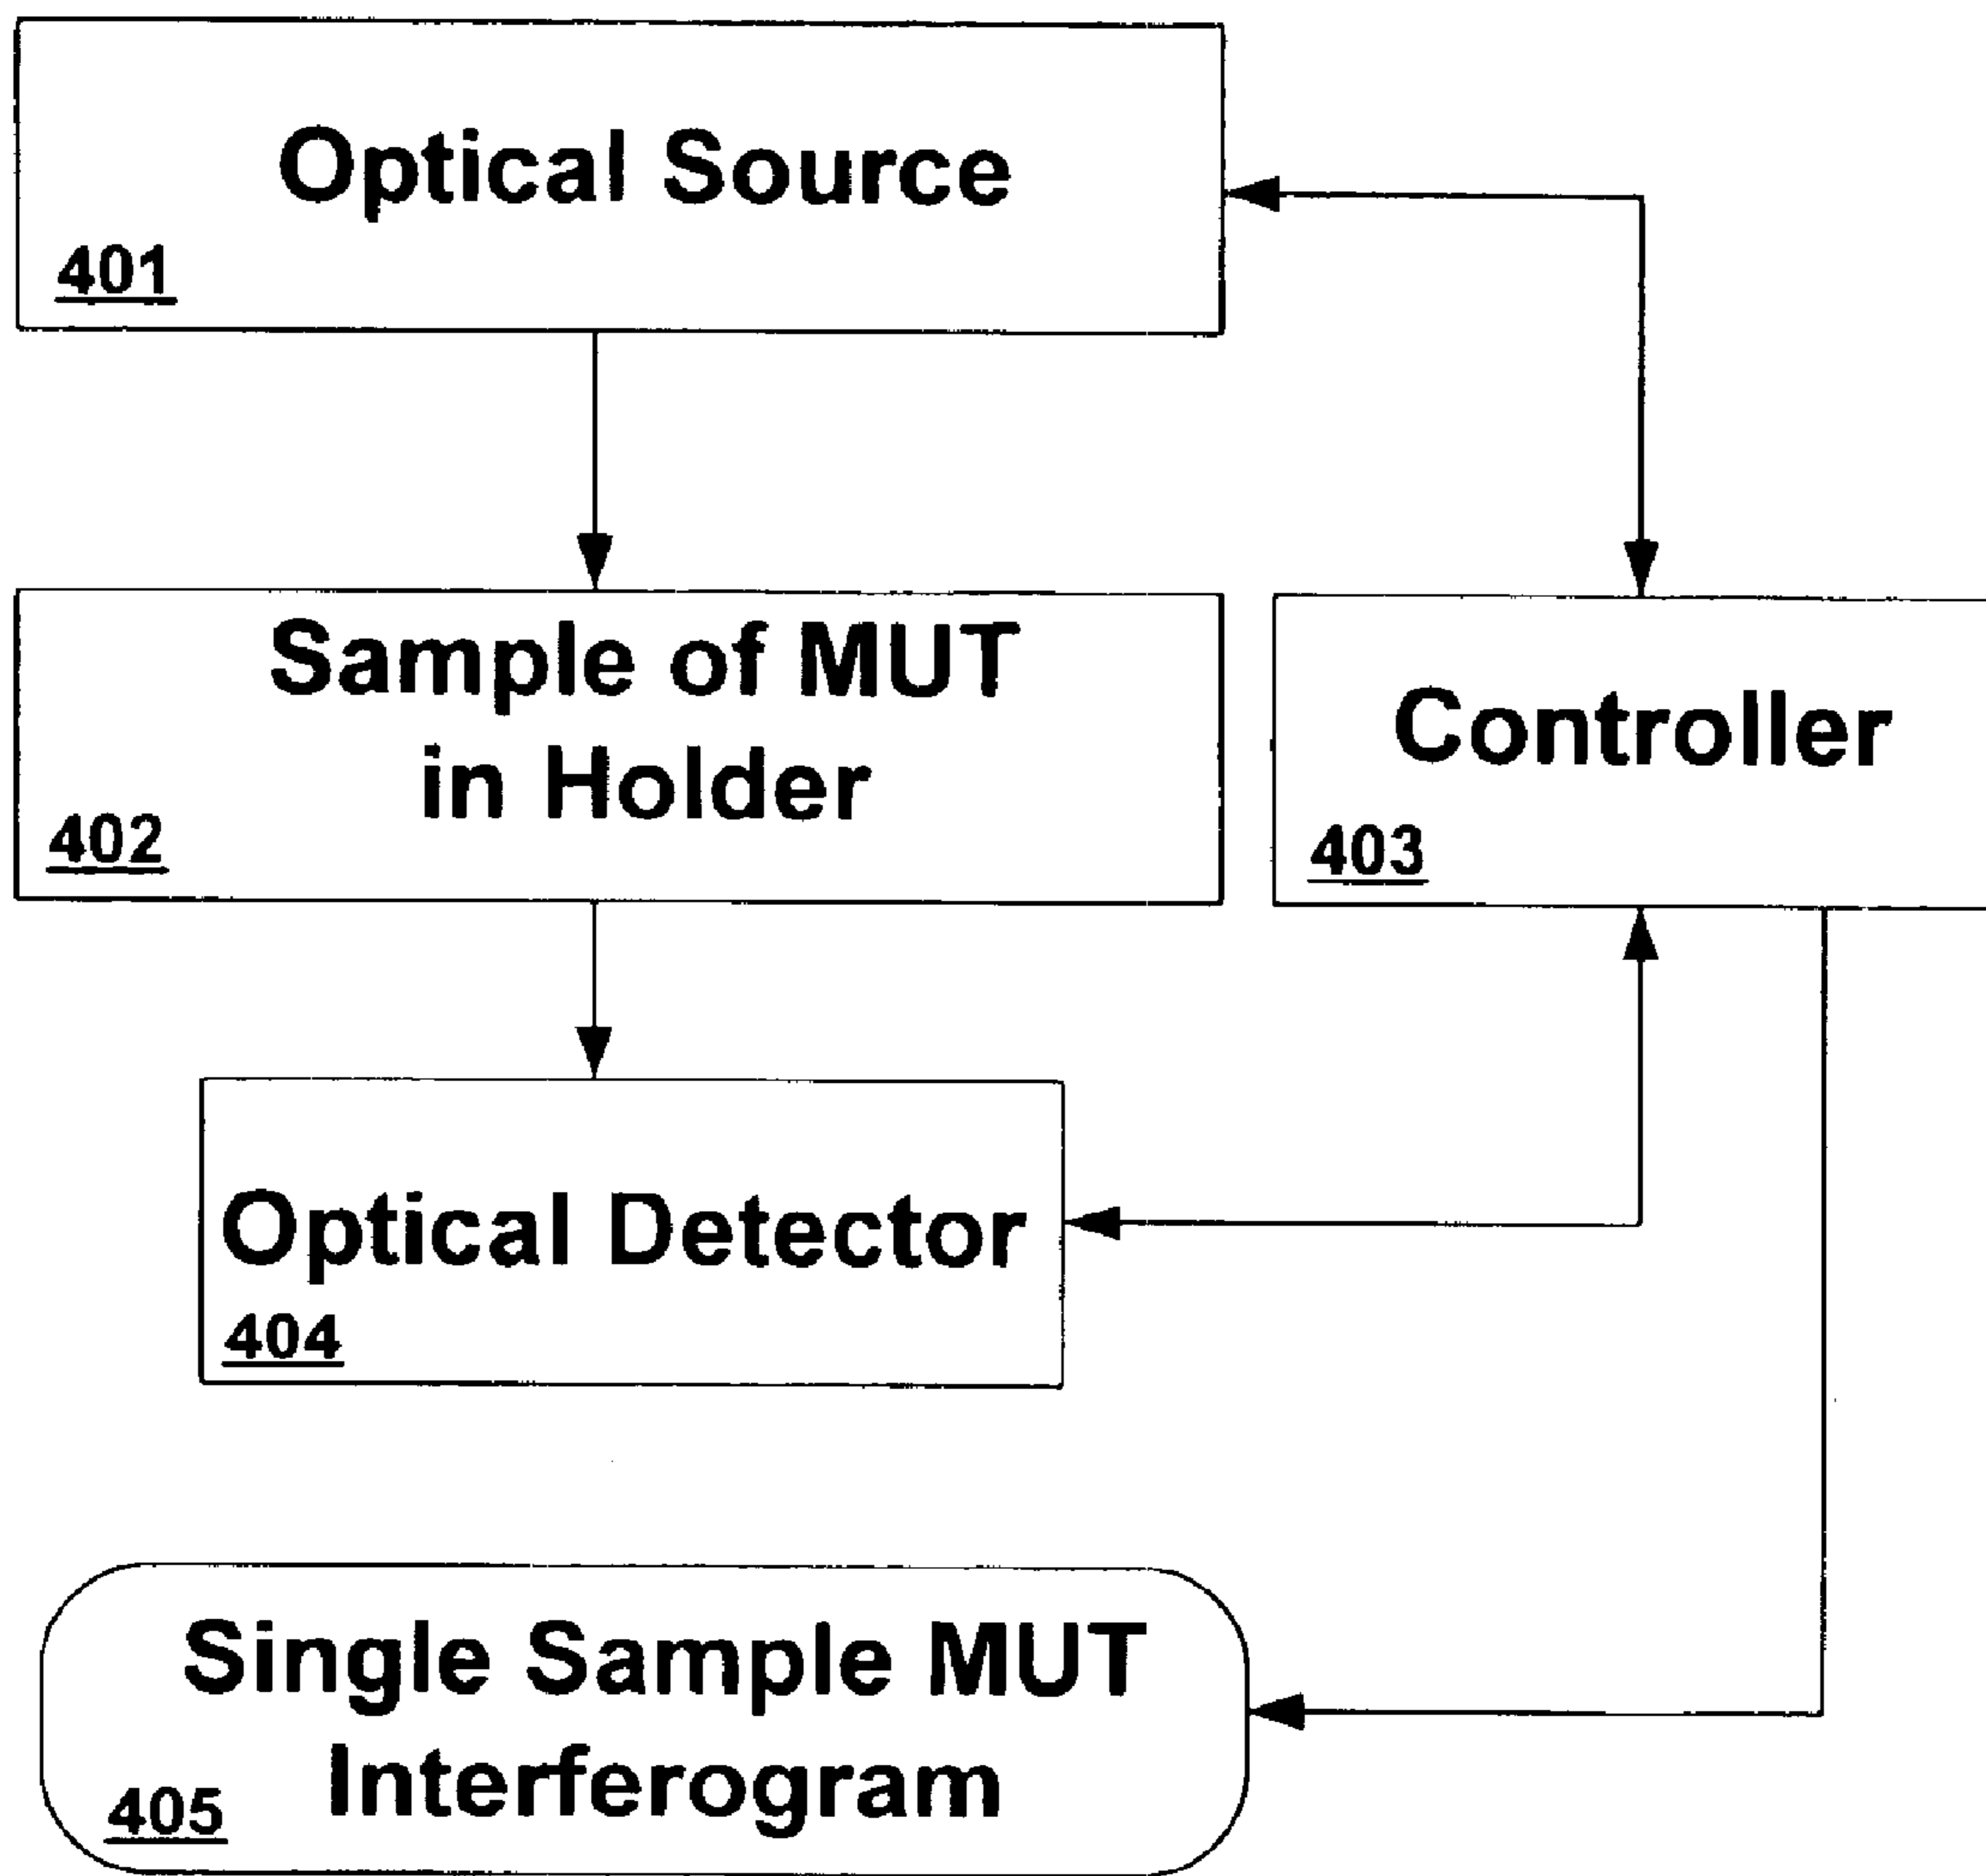 Optical Source
401
Sample of MUT
in Holder
402
Controller
403
Optical Detector
404
Single Sample MUT
Interferogram
405